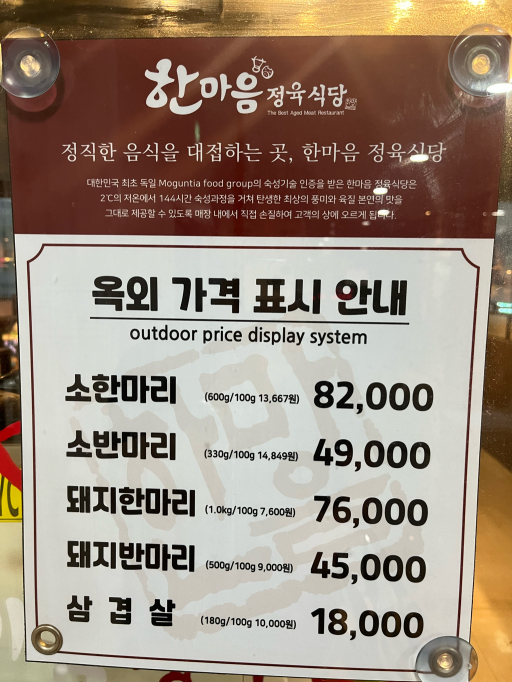 한마음 정육식당
The Best Aged Meat Restaurant
정직한 음식을 대접하는 곳, 한마음 정육식당
대한민국 최초 독일 Moguntia food group의 숙성기술 인증을 받은 한마음 정육식당은
2℃의 저온에서 144시간 숙성과정을 거쳐 탄생한 최상의 풍미와 육질 본연의 맛을
그대로 제공할 수 있도록 매장 내에서 직접 손질하여 고객의 상에 오르게 됩니다.
옥외 가격 표시 안내
outdoor price display system
소한마리 (600g/100g 13,667원) 82,000
소반마리 (330g/100g 14,849원) 49,000
돼지한마리 (1.0kg/100g 7,600원) 76,000
돼지반마리 (500g/100g 9,000원) 45,000
삼 겹 살 (180g/100g 10,000원) 18,000